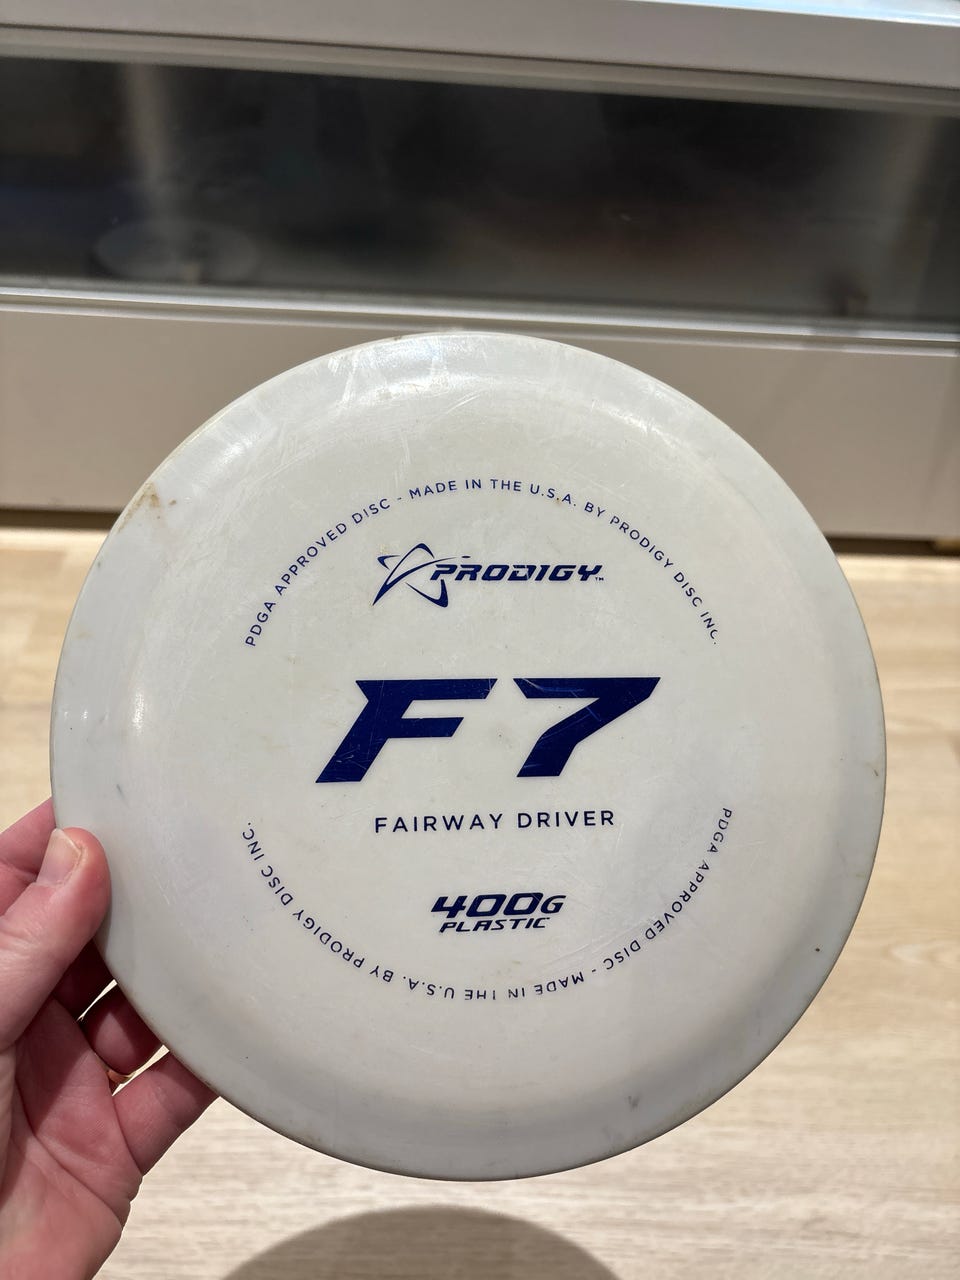 PDGA APPROVED DISC - MADE IN THE U.S.A. BY PRODIGY DISC INC.
PRODIGY™
F7
FAIRWAY DRIVER
400G
PLASTIC
PDGA APPROVED DISC - MADE IN THE U.S.A. BY PRODIGY DISC INC.